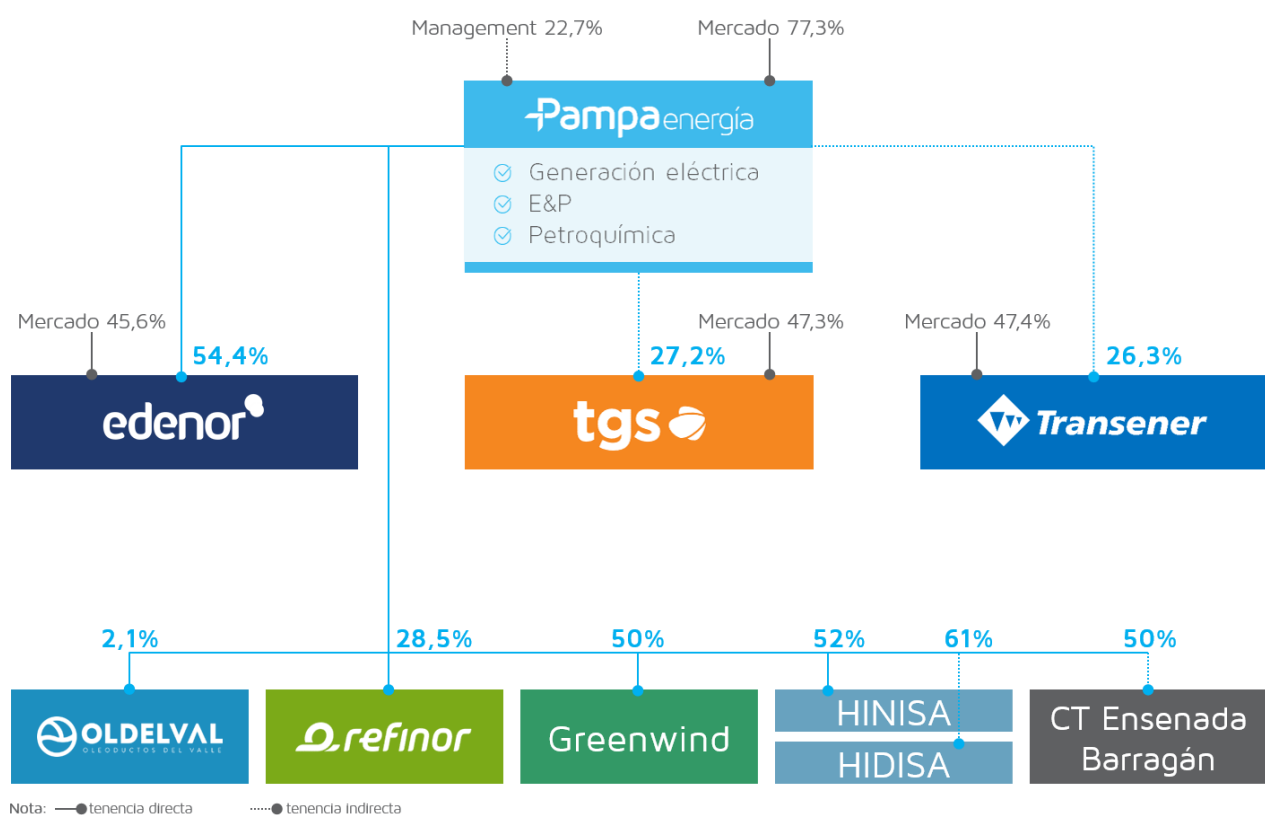 Management 22,7%
Mercado 77,3%
Pampa energía
Generación eléctrica
E&P
Petroquímica
Mercado 45,6%
54,4%
edenor
27,2%
Mercado 47,3%
tgs
Mercado 47,4%
26,3%
Transener
2,1%
28,5%
50%
52%
61%
50%
OLDELVAL
OLEODUCTOS DEL VALLE
refinor
Greenwind
HINISA
HIDISA
CT Ensenada
Barragán
Nota: tenencia directa tenencia indirecta